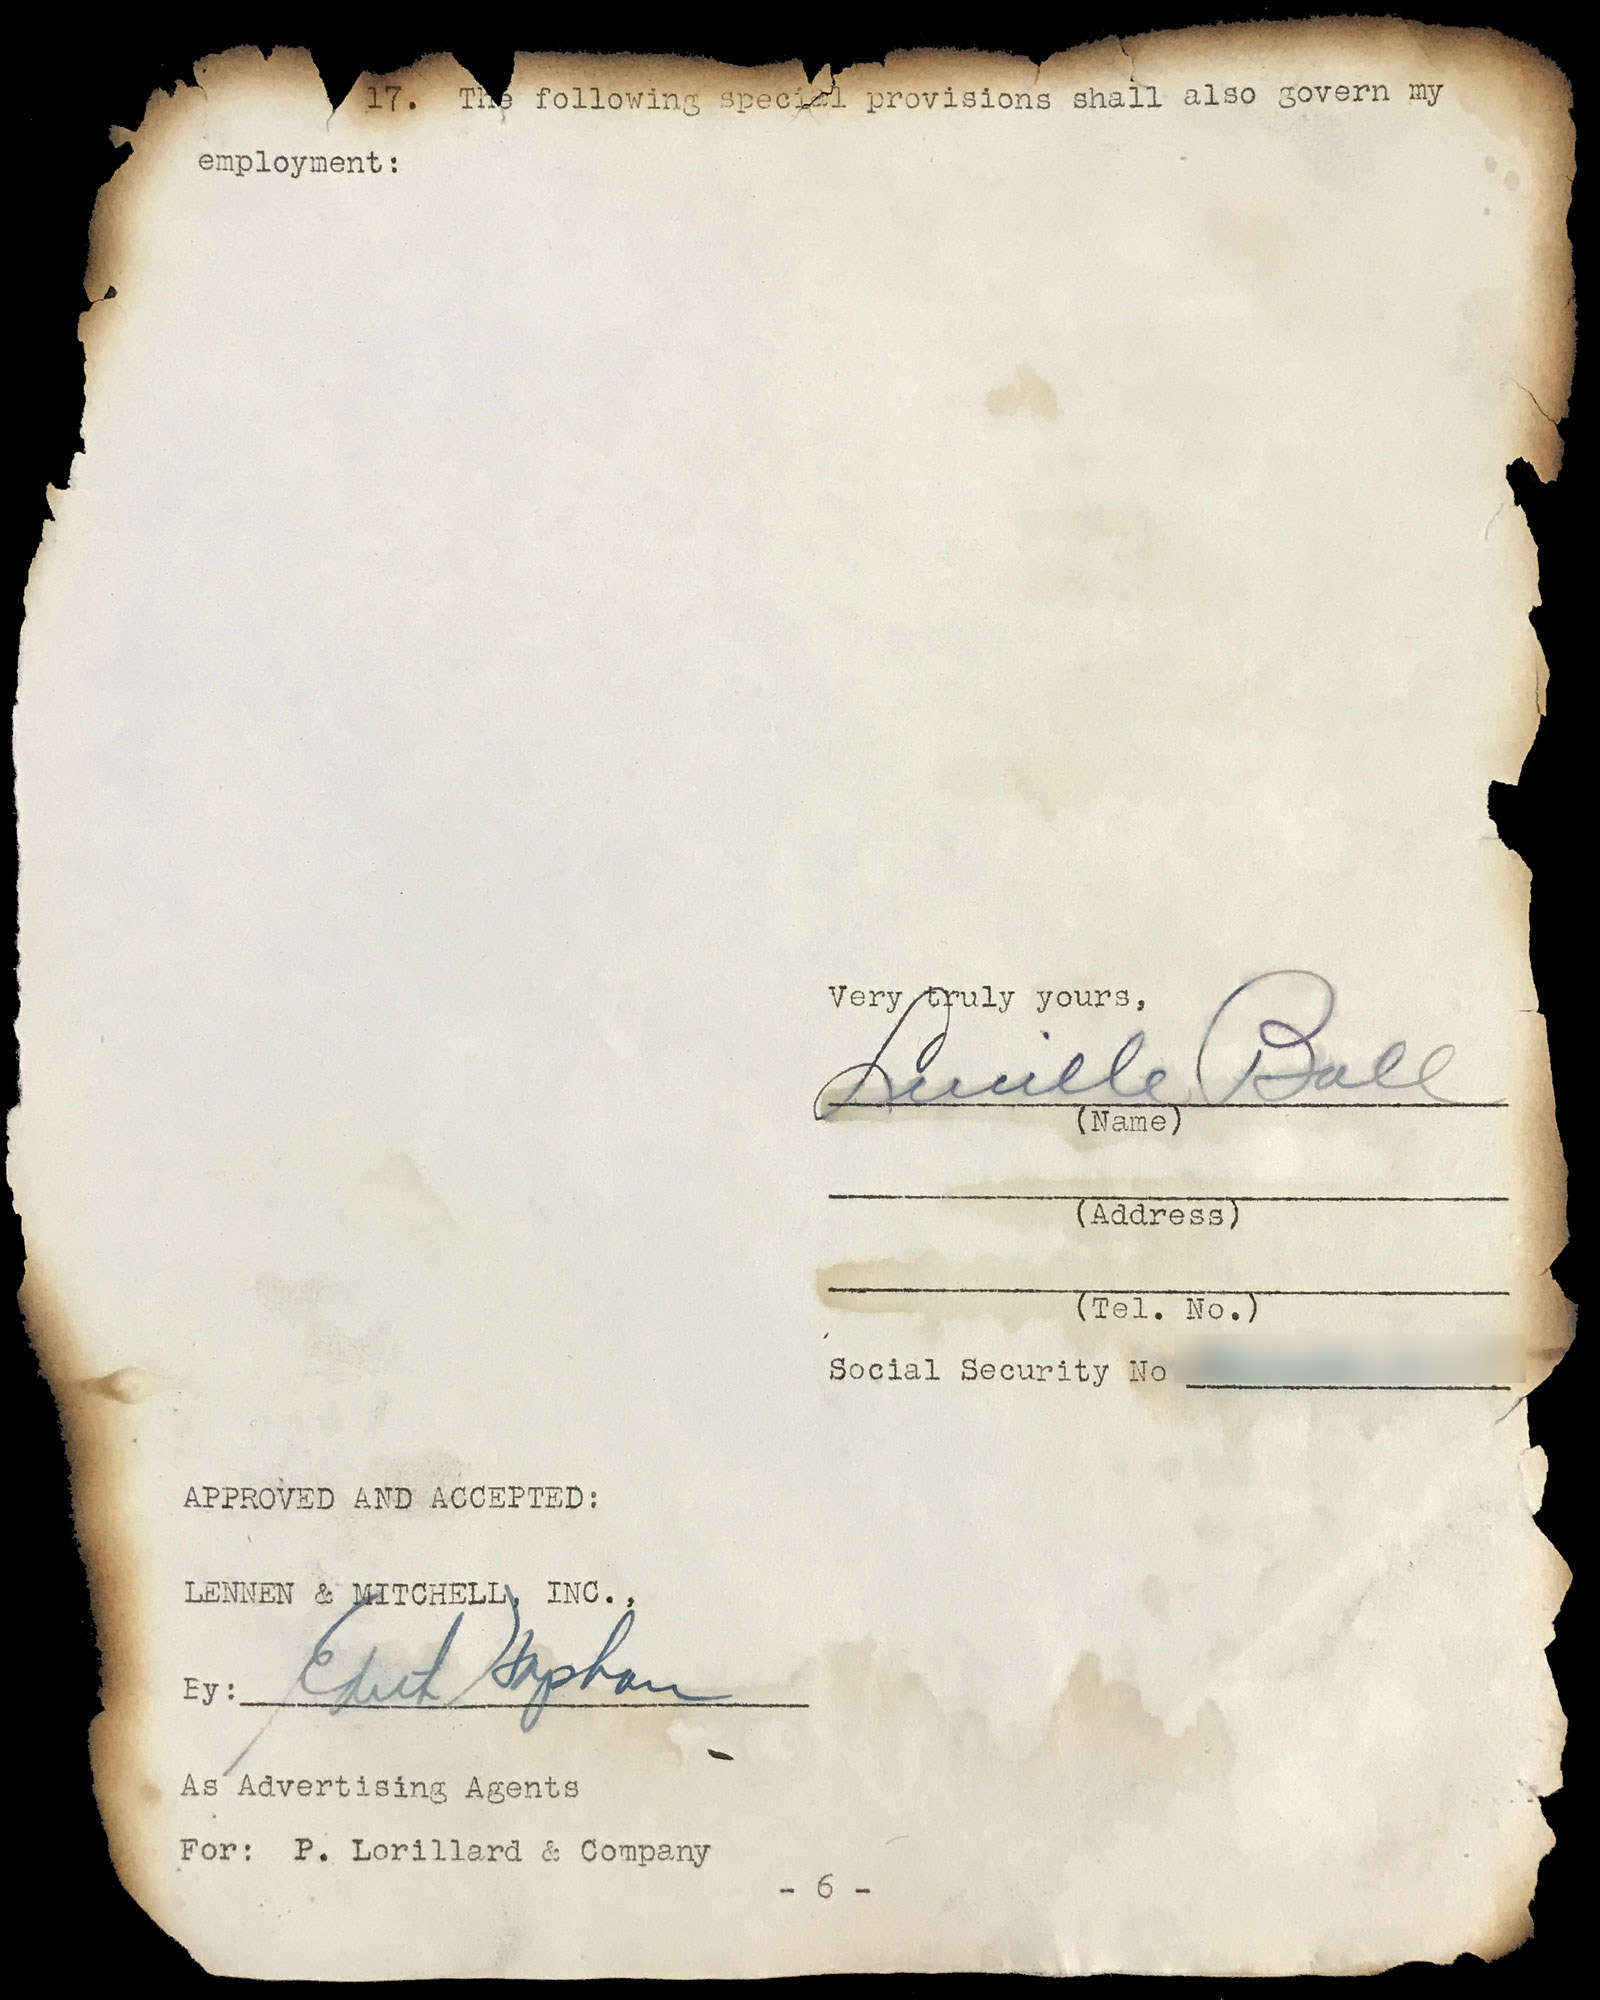 17. The following special provisions shall also govern my
employment:
Very truly yours,
Lucille Ball
(Name)
(Address)
(Tel. No.)
Social Security No
APPROVED AND ACCEPTED:
LENNEN & MITCHELL, INC.,
By: Edith
As Advertising Agents
For: P. Lorillard & Company
- 6 -